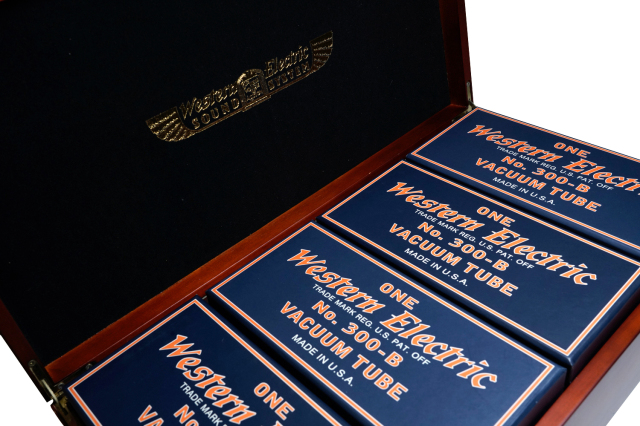 Western Electric
SOUND SYSTEM
ONE
Western Electric
TRADE MARK REG. U.S. PAT. OFF
No. 300-B
VACUUM TUBE
MADE IN U.S.A.
ONE
Western Electric
TRADE MARK REG. U.S. PAT. OFF
No. 300-B
VACUUM TUBE
MADE IN U.S.A.
ONE
Western Electric
TRADE MARK REG. U.S. PAT. OFF
No. 300-B
VACUUM TUBE
MADE IN U.S.A.
ONE
Western
TRADE MARK
No.